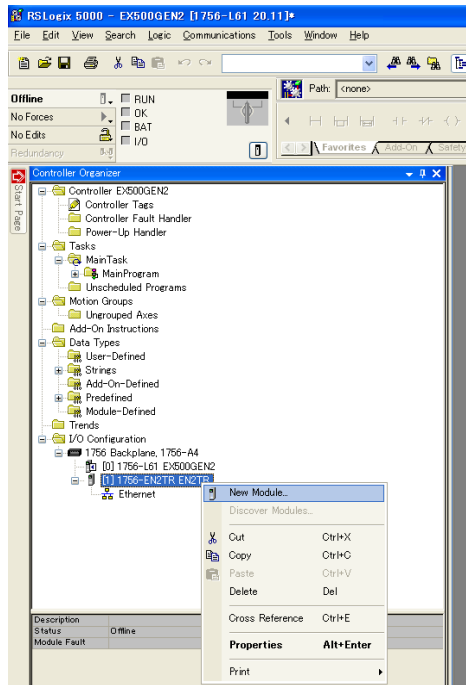 RSLogix 5000 - EX500GEN2 [1756-L61 20.11]*
File Edit View Search Logic Communications Tools Window Help
Path: <none>
Offline
RUN
No Forces
OK
BAT
No Edits
I/O
Redundancy
Favorites Add-On Safety
Start Page
Controller Organizer
Controller EX500GEN2
Controller Tags
Controller Fault Handler
Power-Up Handler
Tasks
MainTask
MainProgram
Unscheduled Programs
Motion Groups
Ungrouped Axes
Add-On Instructions
Data Types
User-Defined
Strings
Add-On-Defined
Predefined
Module-Defined
Trends
I/O Configuration
1756 Backplane, 1756-A4
[0] 1756-L61 EX500GEN2
[1] 1756-EN2TR EN2TR
Ethernet
New Module...
Discover Modules...
Cut Ctrl+X
Copy Ctrl+C
Paste Ctrl+V
Delete Del
Cross Reference Ctrl+E
Properties Alt+Enter
Print
Description
Status Offline
Module Fault